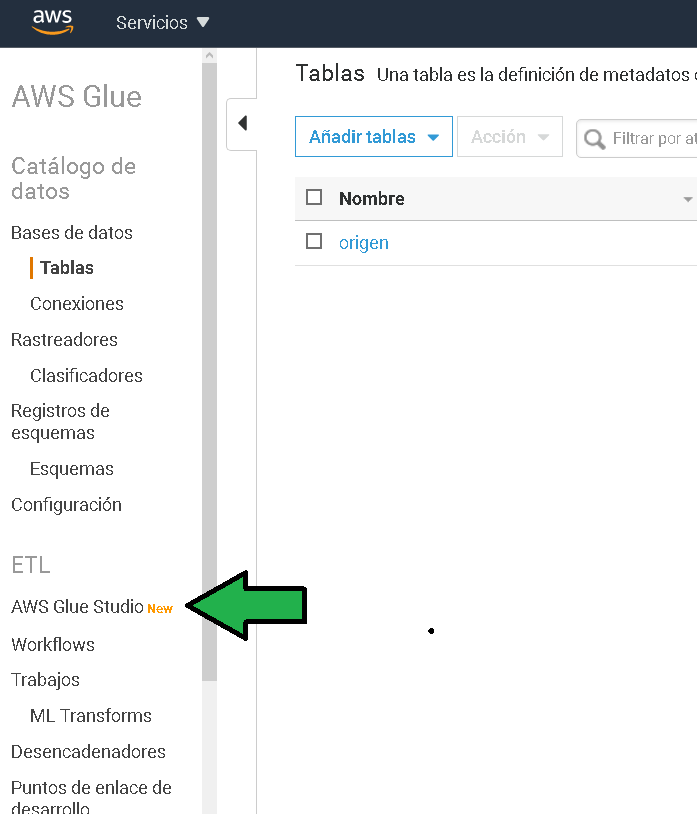 aws
Servicios
AWS Glue
Catálogo de
datos
Bases de datos
Tablas
Conexiones
Rastreadores
Clasificadores
Registros de
esquemas
Esquemas
Configuración
ETL
AWS Glue Studio New
Workflows
Trabajos
ML Transforms
Desencadenadores
Puntos de enlace de
desarrollo
Tablas Una tabla es la definición de metadatos
Añadir tablas Acción Filtrar por at
Nombre
origen